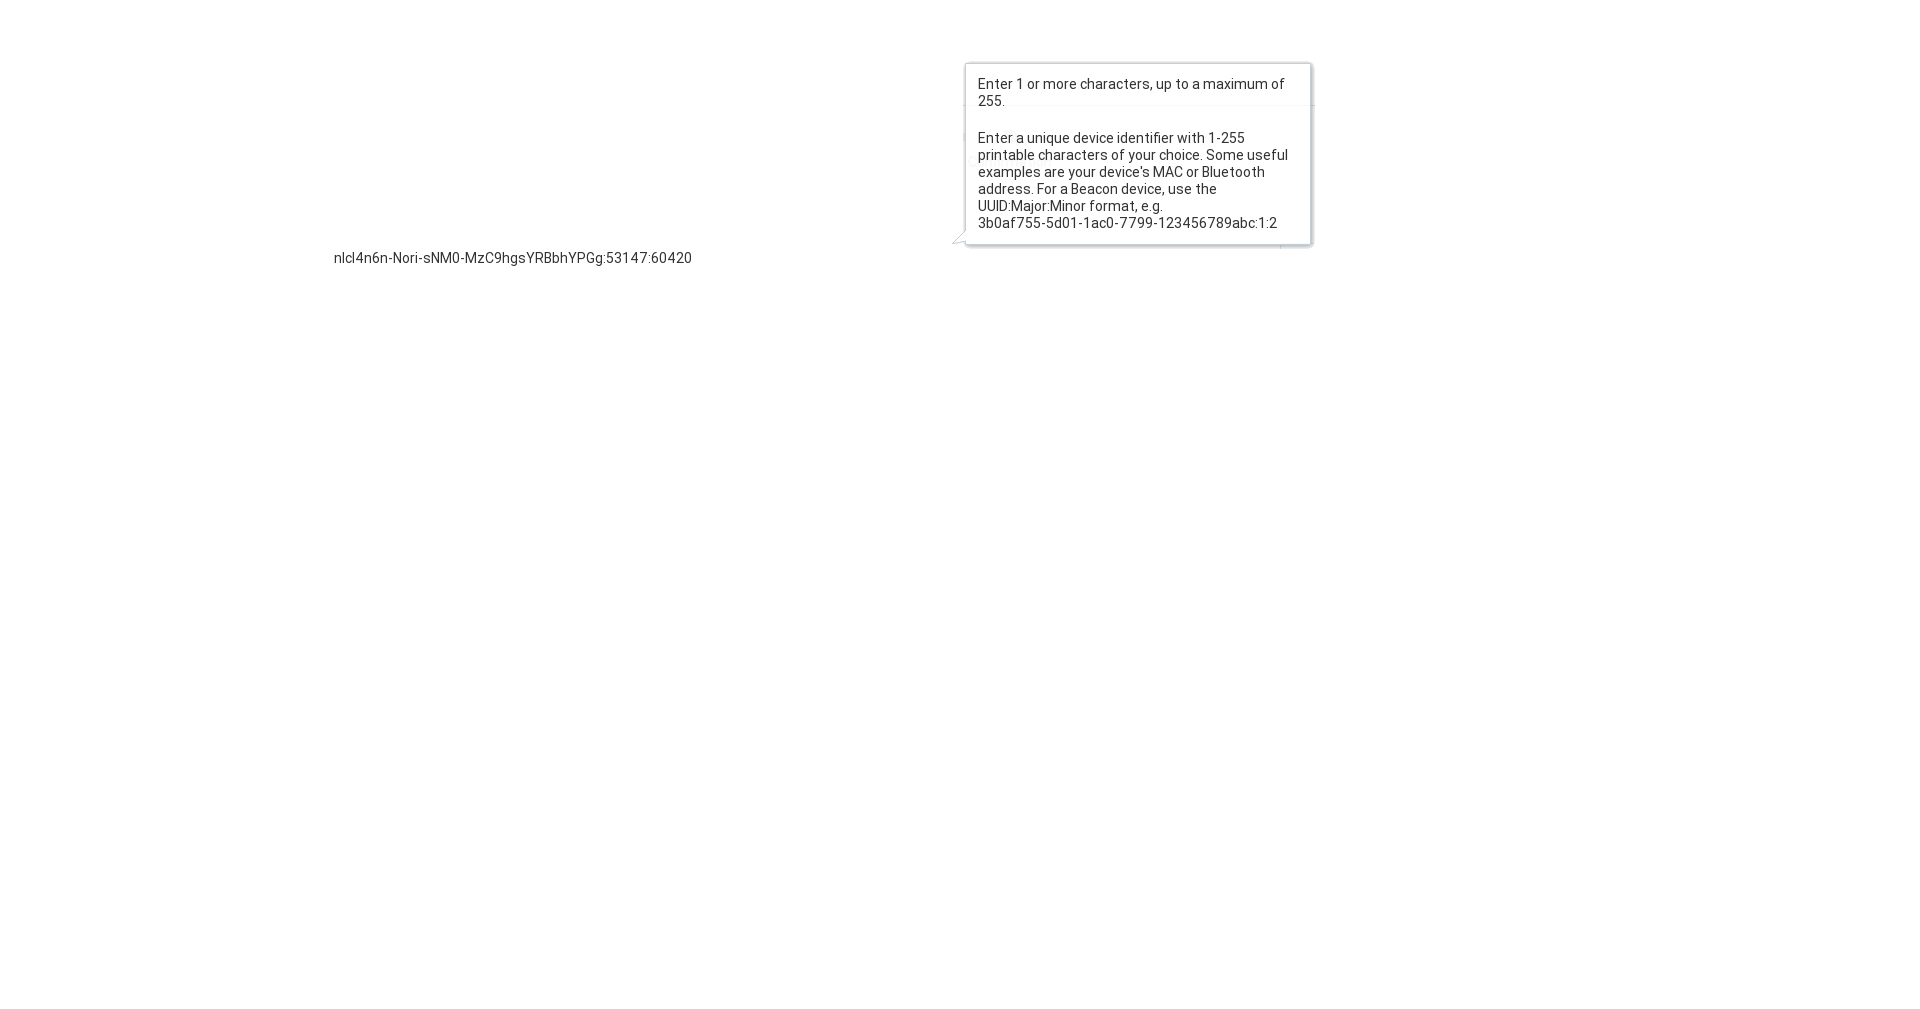 Enter 1 or more characters, up to a maximum of
255.
Enter a unique device identifier with 1-255
printable characters of your choice. Some useful
examples are your device's MAC or Bluetooth
address. For a Beacon device, use the
UUID:Major:Minor format, e.g.
3b0af755-5d01-1ac0-7799-123456789abc:1:2
nlcl4n6n-Nori-sNM0-MzC9hgsYRBbhYPGg:53147:60420